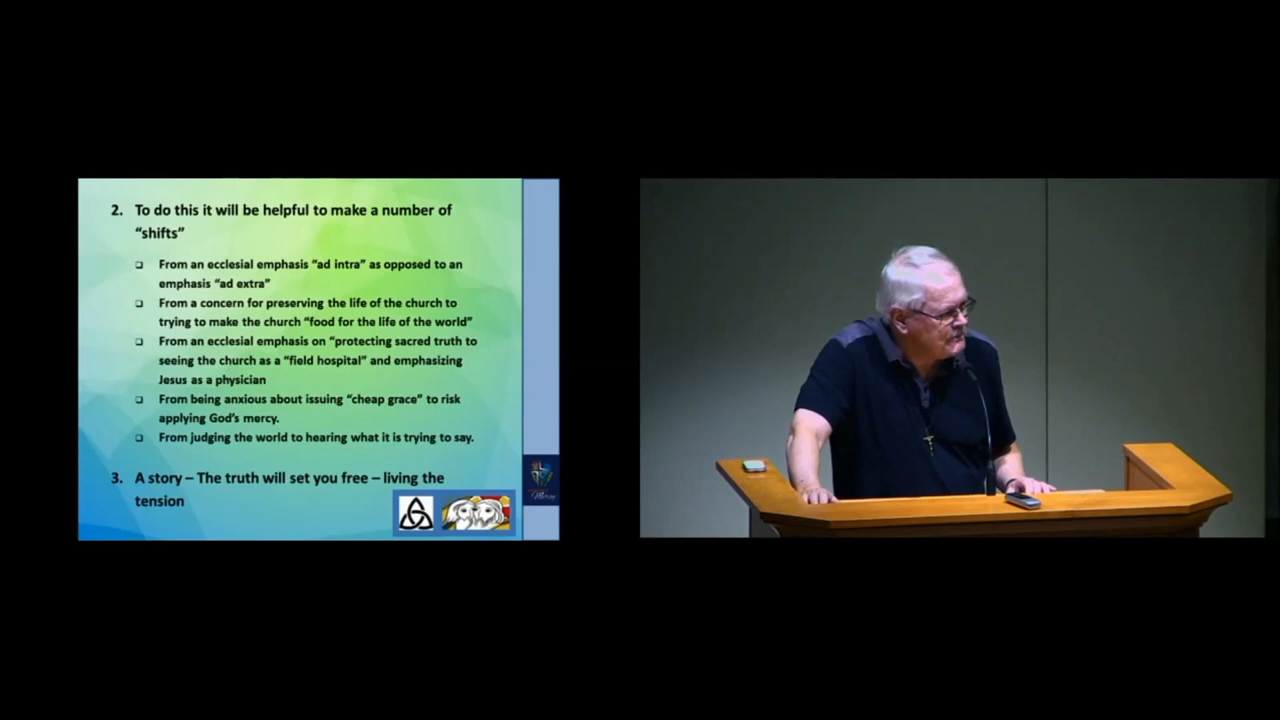 2. To do this it will be helpful to make a number of
“shifts”
From an ecclesial emphasis “ad intra” as opposed to an
emphasis “ad extra”
From a concern for preserving the life of the church to
trying to make the church “food for the life of the world”
From an ecclesial emphasis on “protecting sacred truth to
seeing the church as a “field hospital” and emphasizing
Jesus as a physician
From being anxious about issuing “cheap grace” to risk
applying God’s mercy.
From judging the world to hearing what it is trying to say.
3. A story – The truth will set you free – living the
tension